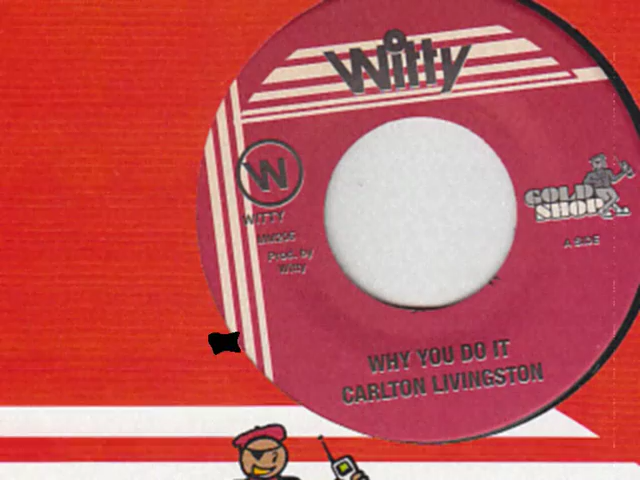 Witty
W
WITTY
Prod. by
Witty
GOLD
SHOP
A SIDE
WHY YOU DO IT
CARLTON LIVINGSTON